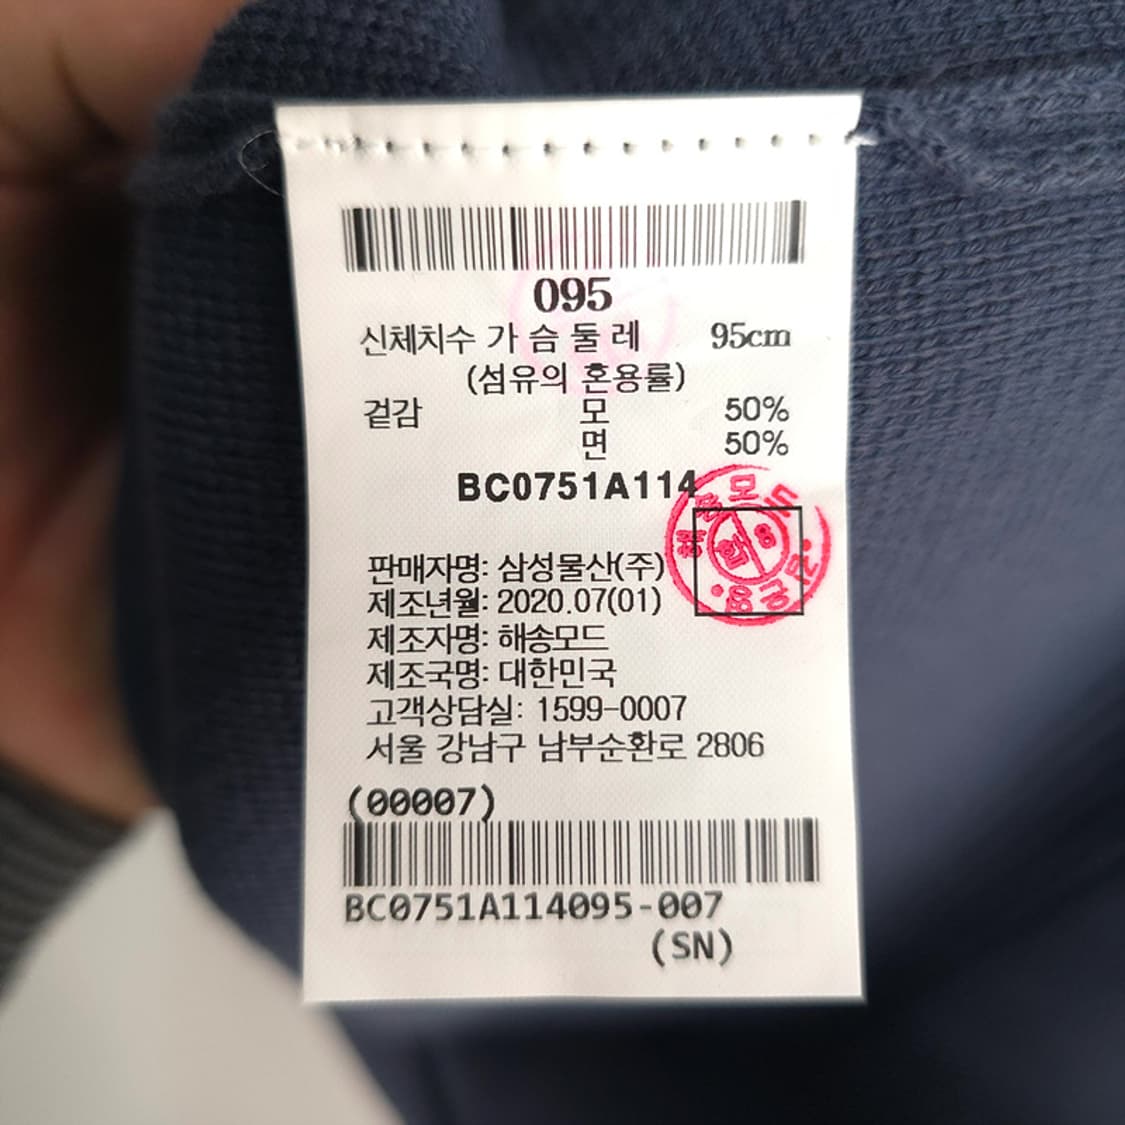 095
신체치수 가슴둘레 95cm
(섬유의 혼용률)
겉감 모 50%
면 50%
BC0751A114
판매자명: 삼성물산(주)
제조년월: 2020.07(01)
제조자명: 해송모드
제조국명: 대한민국
고객상담실: 1599-0007
서울 강남구 남부순환로 2806
(00007)
BC0751A114095-007
(SN)